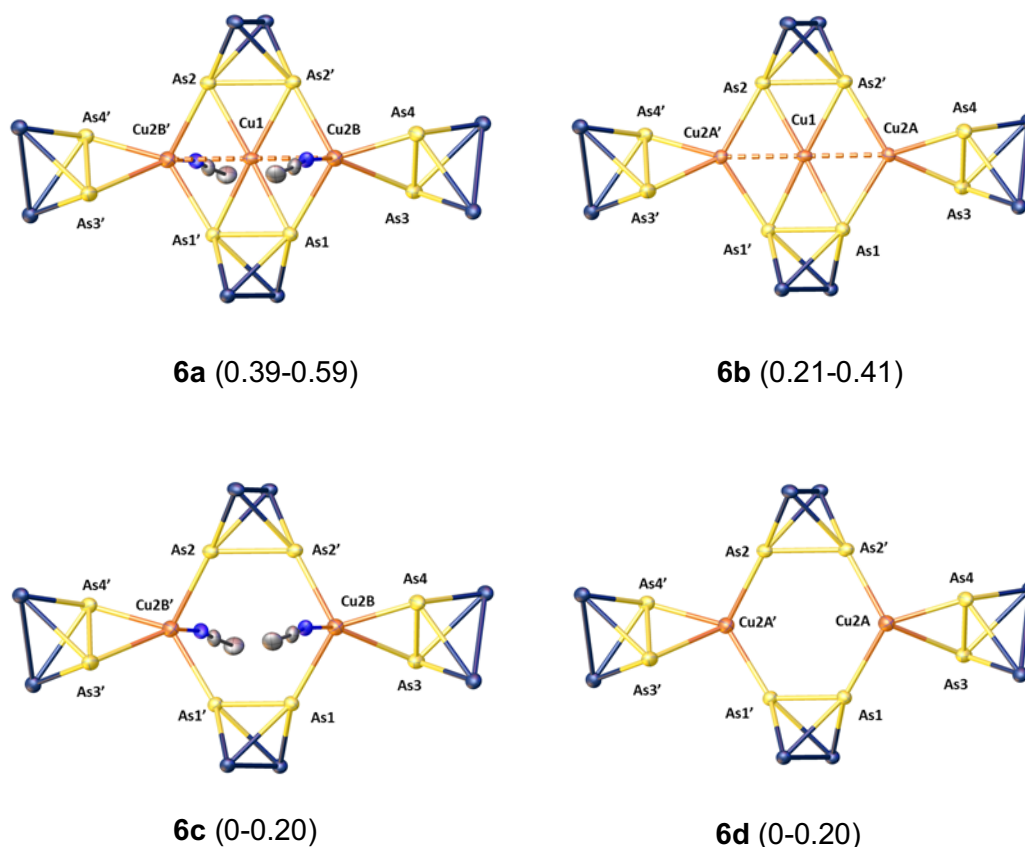 As2 As2' As2 As2'
As4' Cu2B' Cu1 Cu2B As4 As4' Cu2A' Cu1 Cu2A As4
As3' As3 As3' As3
As1' As1 As1' As1
6a (0.39-0.59) 6b (0.21-0.41)
As2 As2' As2 As2'
As4' Cu2B' Cu2B As4 As4' Cu2A' Cu2A As4
As3' As3 As3' As3
As1' As1 As1' As1
6c (0-0.20) 6d (0-0.20)